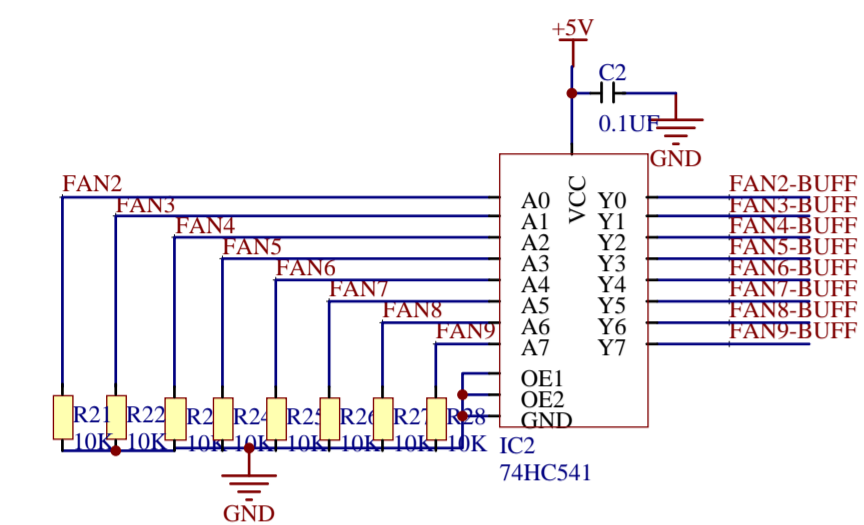 +5V
C2
0.1UF
GND
FAN2
FAN3
FAN4
FAN5
FAN6
FAN7
FAN8
FAN9
VCC
A0 Y0
A1 Y1
A2 Y2
A3 Y3
A4 Y4
A5 Y5
A6 Y6
A7 Y7
OE1
OE2
GND
FAN2-BUFF
FAN3-BUFF
FAN4-BUFF
FAN5-BUFF
FAN6-BUFF
FAN7-BUFF
FAN8-BUFF
FAN9-BUFF
R21 R22 R24 R25 R26 R27 R28
10K 10K 10K 10K 10K 10K 10K 10K
IC2
74HC541
GND